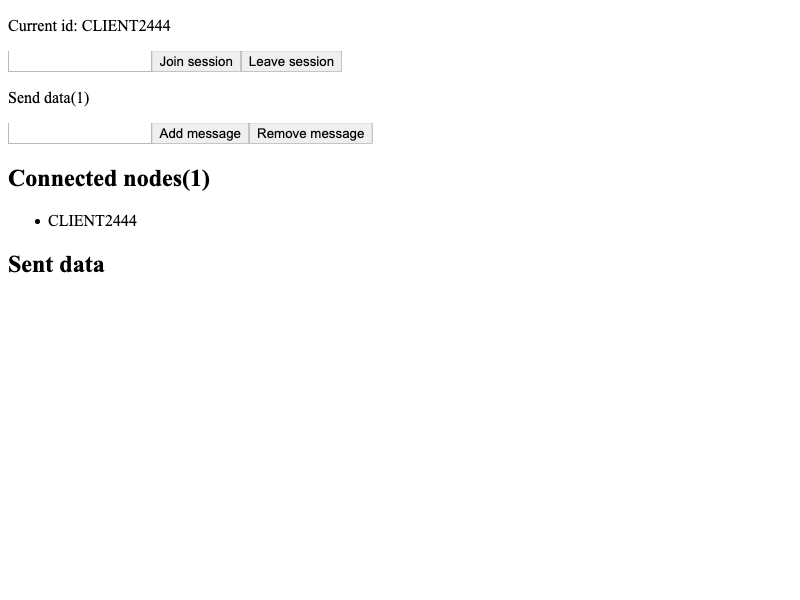 Current id: CLIENT2444
Join session Leave session
Send data(1)
Add message Remove message
Connected nodes(1)
CLIENT2444
Sent data